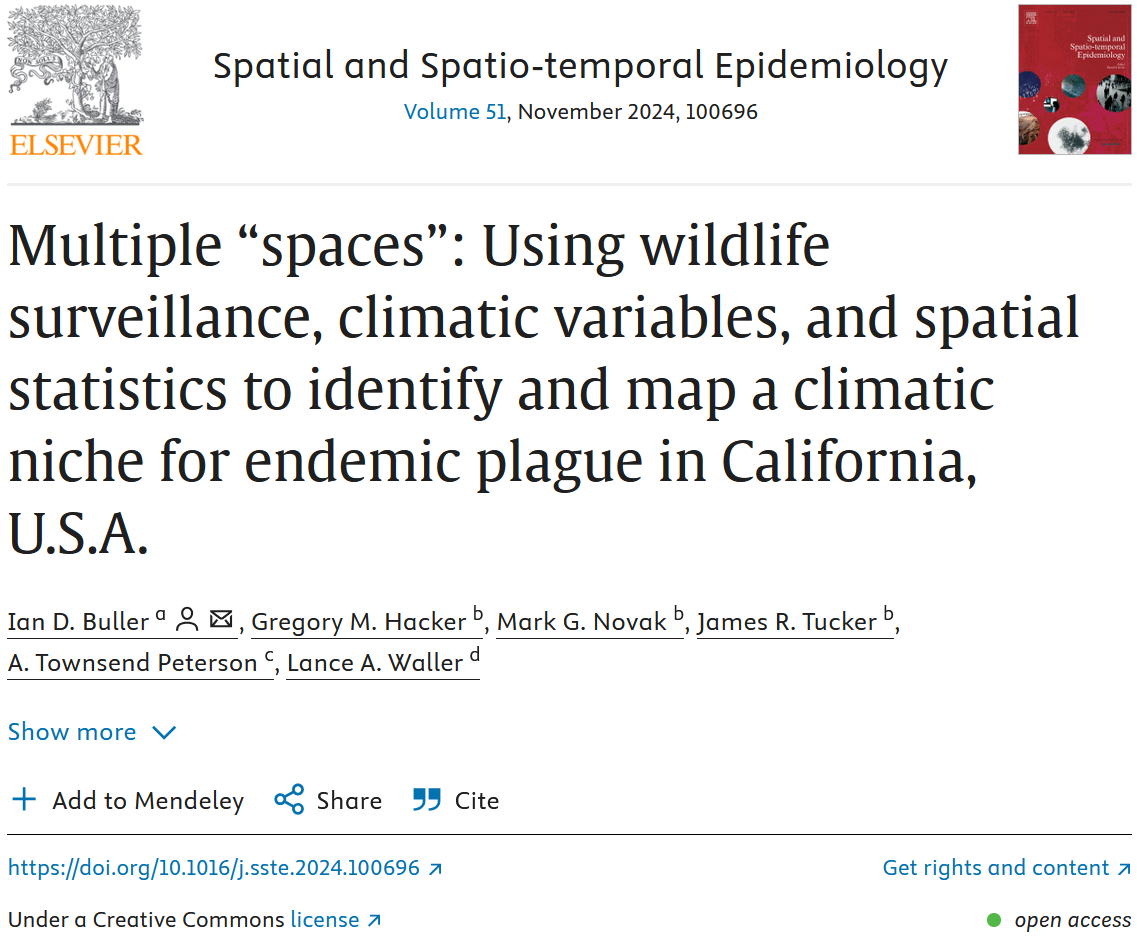 Spatial and Spatio-temporal Epidemiology
Volume 51, November 2024, 100696
ELSEVIER
Spatial and
Spatio-temporal
Epidemiology
Multiple “spaces”: Using wildlife
surveillance, climatic variables, and spatial
statistics to identify and map a climatic
niche for endemic plague in California,
U.S.A.
Ian D. Buller a, Gregory M. Hacker b, Mark G. Novak b, James R. Tucker b,
A. Townsend Peterson c, Lance A. Waller d
Show more
Add to Mendeley Share Cite
https://doi.org/10.1016/j.sste.2024.100696 Get rights and content
Under a Creative Commons license open access